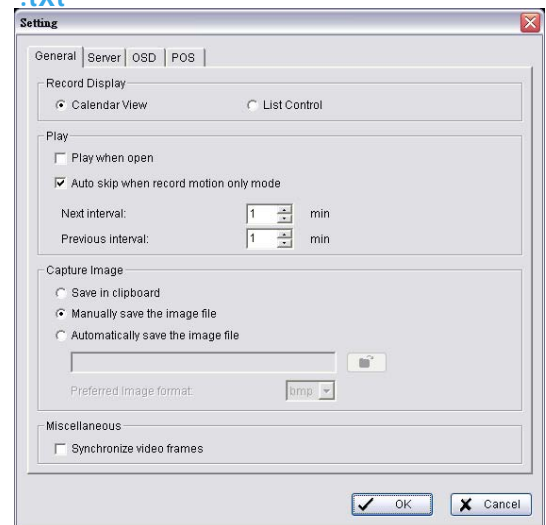 .txt
Setting
General Server OSD POS
Record Display
Calendar View List Control
Play
Play when open
Auto skip when record motion only mode
Next interval: 1 min
Previous interval: 1 min
Capture Image
Save in clipboard
Manually save the image file
Automatically save the image file
Preferred Image format: bmp
Miscellaneous
Synchronize video frames
OK Cancel